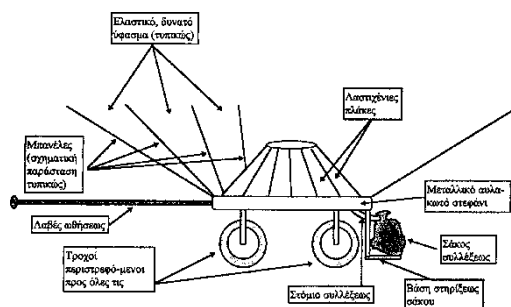 Ελαστικό, δυνατό
ύφασμα (τυπικώς)
Λαστιχένιες
πλάκες
Μπανέλες
(σχηματική
παράσταση
τυπικώς)
Μεταλλικό αυλα-
κωτό στεφάνι
Λαβές ωθήσεως
Τροχοί
περιστρεφό-μενοι
προς όλες τις
Σάκος
συλλέξεως
Στόμιο συλλέξεως
Βάση στηρίξεως
σάκου